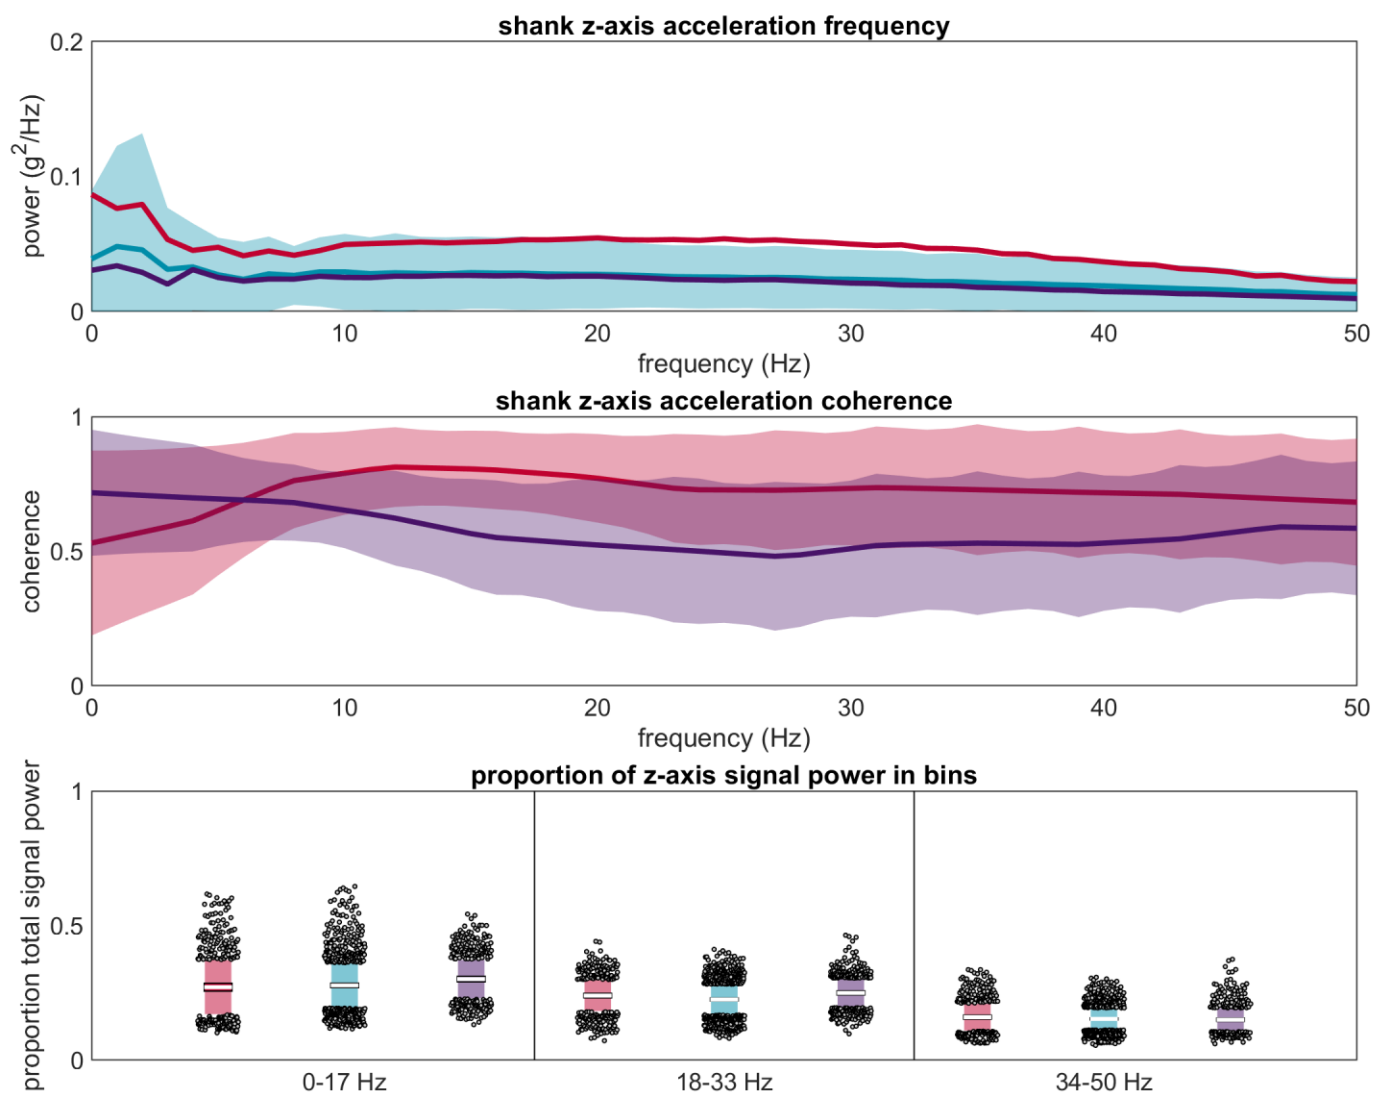 shank z-axis acceleration frequency
0.2
0.1
0
power (g²/Hz)
0 10 20 30 40 50
frequency (Hz)
shank z-axis acceleration coherence
1
0.5
0
coherence
0 10 20 30 40 50
frequency (Hz)
proportion of z-axis signal power in bins
1
0.5
0
proportion total signal power
0-17 Hz 18-33 Hz 34-50 Hz